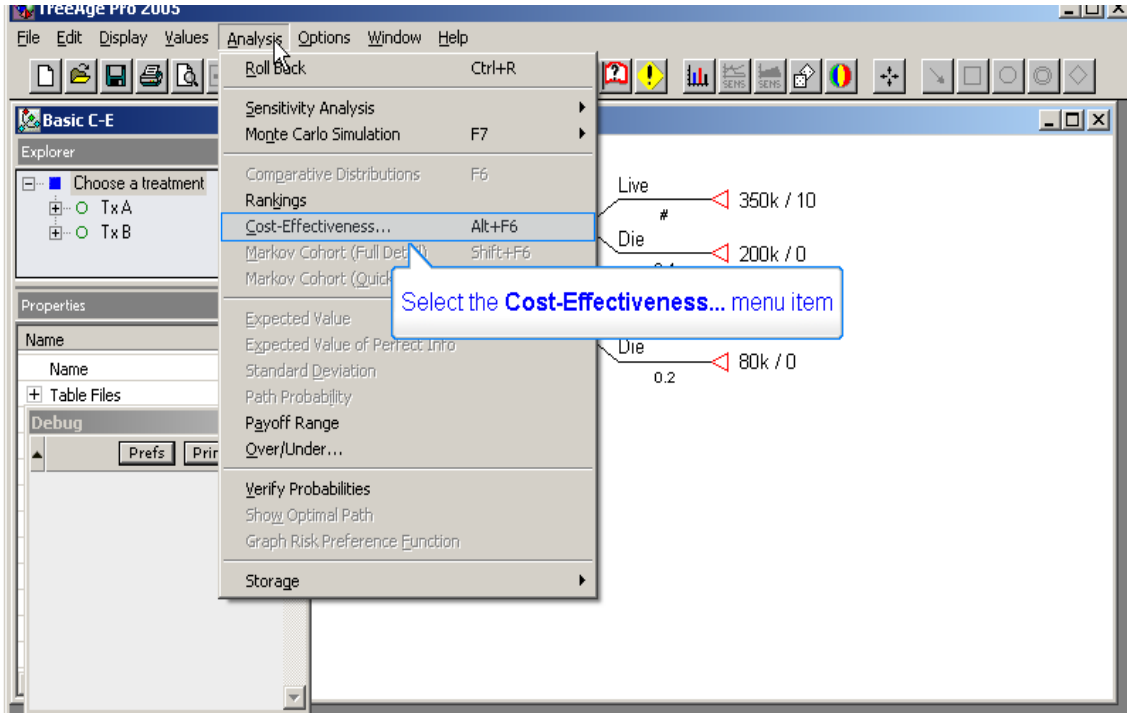 TreeAge Pro 2005
File Edit Display Values Analysis Options Window Help
Roll Back Ctrl+R
Sensitivity Analysis
Monte Carlo Simulation F7
Comparative Distributions F6
Rankings
Cost-Effectiveness... Alt+F6
Markov Cohort (Full Detail) Shift+F6
Markov Cohort (Quick
Expected Value
Expected Value of Perfect Info
Standard Deviation
Path Probability
Payoff Range
Over/Under...
Verify Probabilities
Show Optimal Path
Graph Risk Preference Function
Storage
SENS SENS
Basic C-E
Explorer
Choose a treatment
Tx A
Tx B
Properties
Name
Name
Table Files
Debug
Prefs Prin
Select the Cost-Effectiveness... menu item
Live
350k / 10
#
Die
200k / 0
Die
80k / 0
0.2